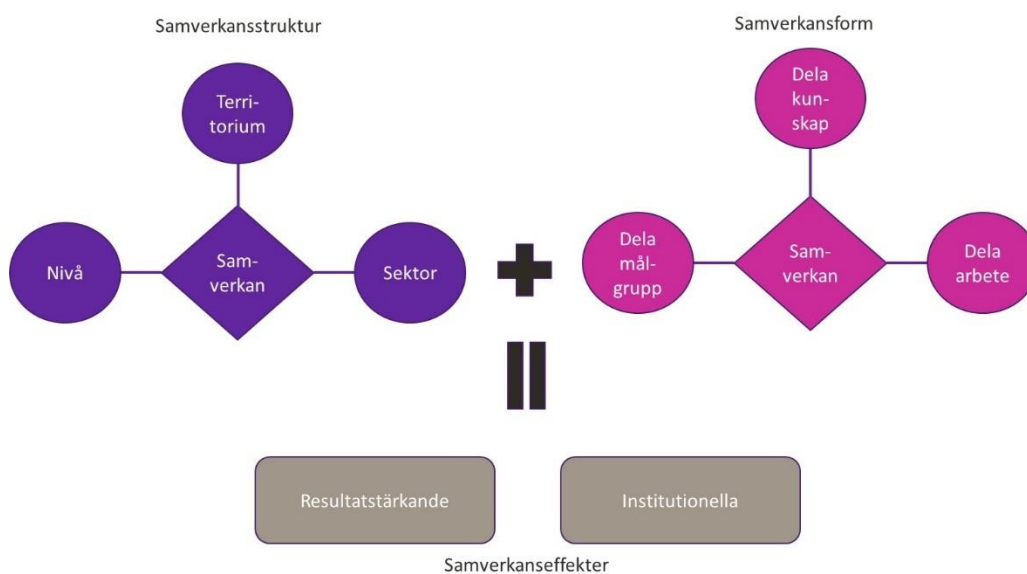 Samverkansstruktur
Samverkansform
Terri-
torium
Nivå
Sam-
verkan
Sektor
Dela
kun-
skap
Dela
mål-
grupp
Sam-
verkan
Dela
arbete
Resultatstärkande
Institutionella
Samverkanseffekter